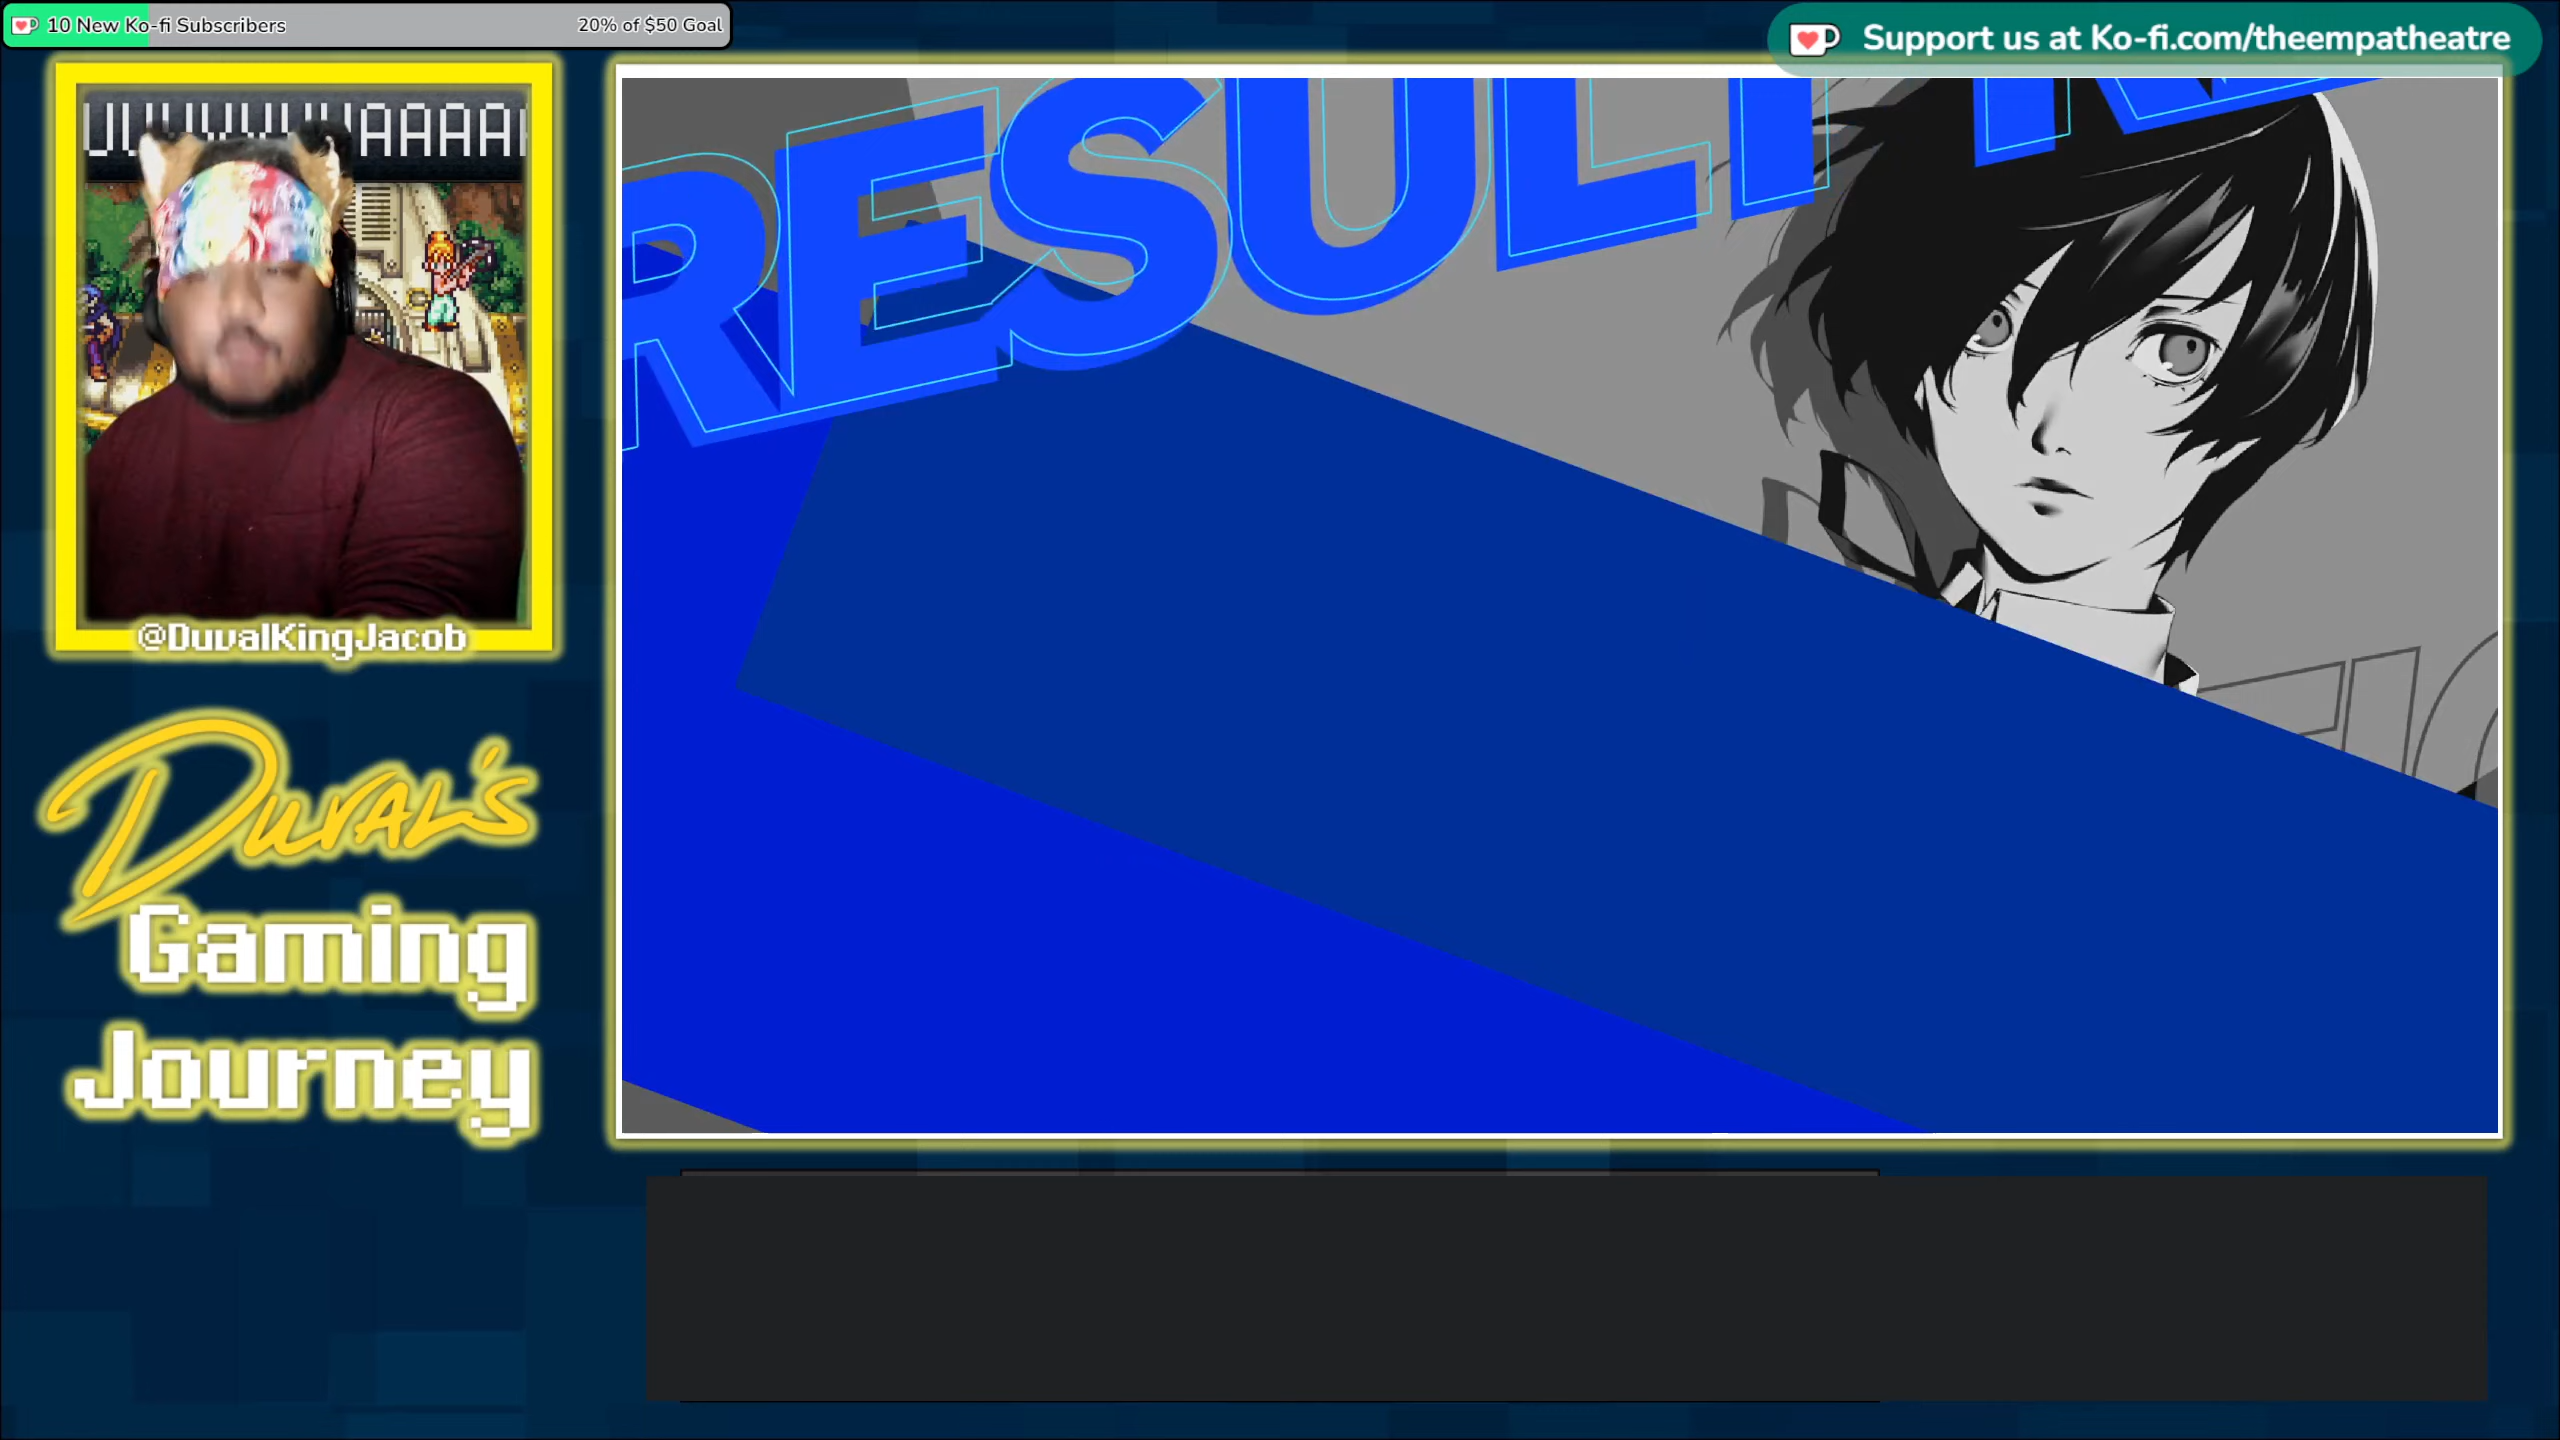 10 New Ko-fi Subscribers
20% of $50 Goal
Support us at Ko-fi.com/theempatheatre
RESULT
@DuvalKingJacob
DUVAL'S
Gaming
Journey